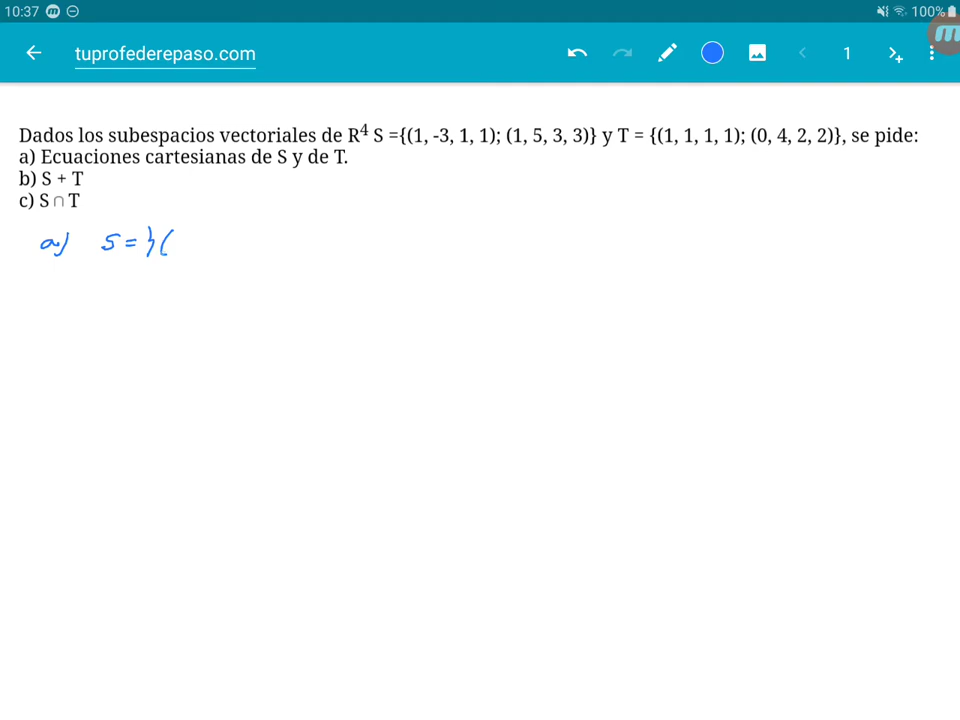 10:37 100%
tuprofederepaso.com 1
Dados los subespacios vectoriales de R⁴ S ={(1, -3, 1, 1); (1, 5, 3, 3)} y T = {(1, 1, 1, 1); (0, 4, 2, 2)}, se pide:
a) Ecuaciones cartesianas de S y de T.
b) S + T
c) S ∩ T
a) S = }(